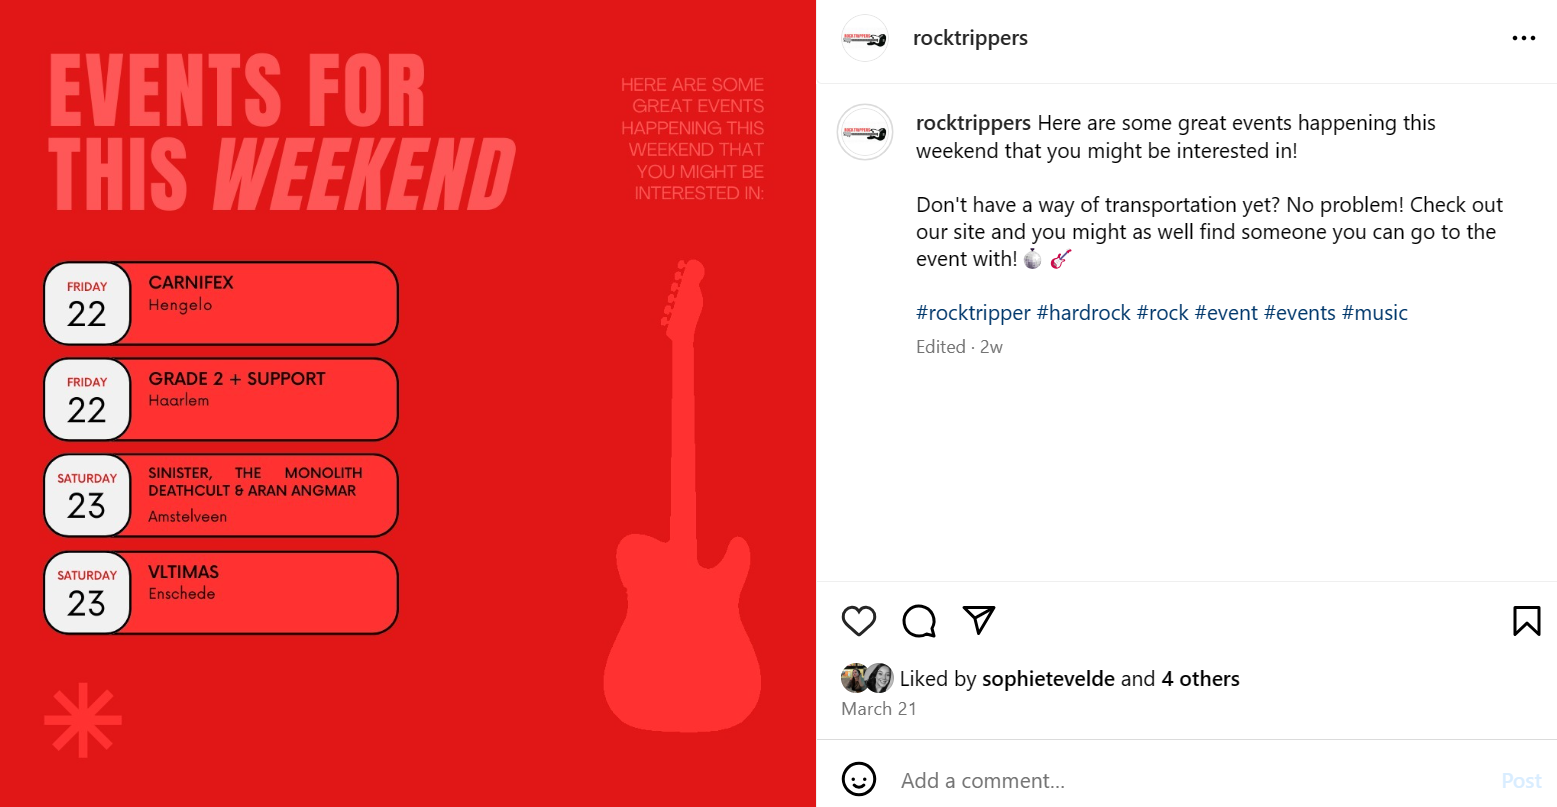 EVENTS FOR
THIS WEEKEND
HERE ARE SOME
GREAT EVENTS
HAPPENING THIS
WEEKEND THAT
YOU MIGHT BE
INTERESTED IN:
FRIDAY
22
CARNIFEX
Hengelo
FRIDAY
22
GRADE 2 + SUPPORT
Haarlem
SATURDAY
23
SINISTER, THE MONOLITH
DEATHCULT & ARAN ANGMAR
Amstelveen
SATURDAY
23
VLTIMAS
Enschede
ROCKTRIPPERS
rocktrippers
ROCKTRIPPERS
rocktrippers Here are some great events happening this
weekend that you might be interested in!
Don't have a way of transportation yet? No problem! Check out
our site and you might as well find someone you can go to the
event with!
#rocktripper #hardrock #rock #event #events #music
Edited · 2w
Liked by sophietevelde and 4 others
March 21
Add a comment...
Post